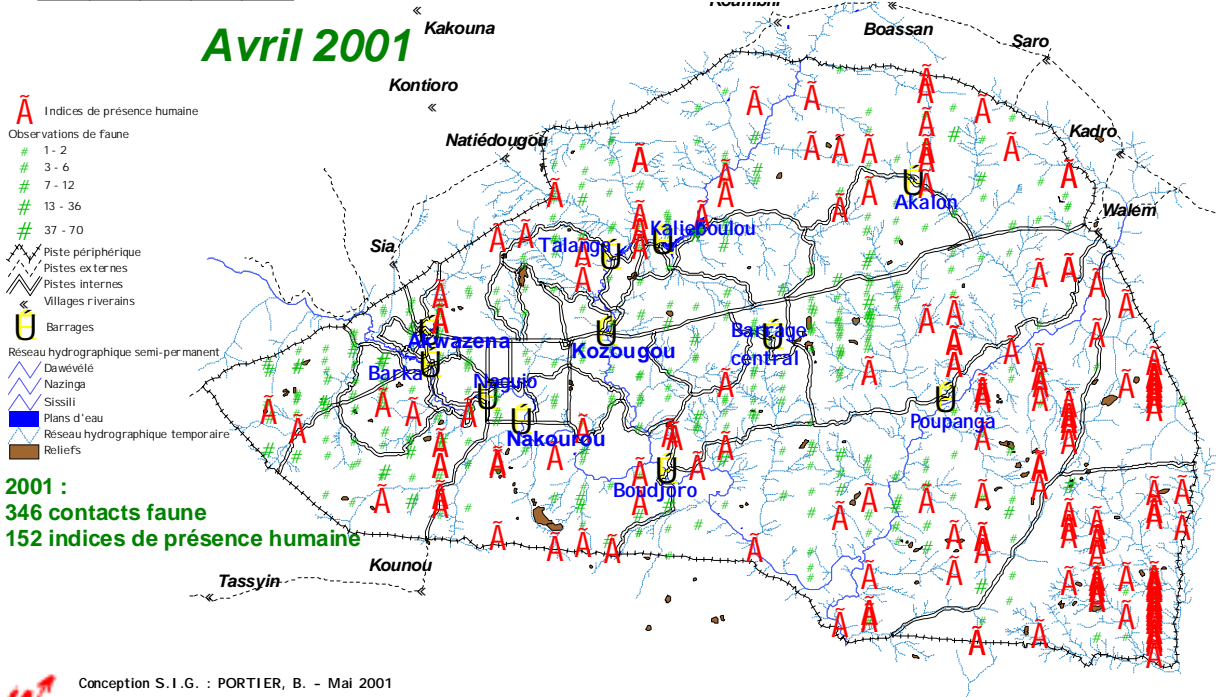 Avril 2001
Kakouna
Boassan
Saro
Kontioro
Kadro
Natiédougou
Walem
Sia
Kounou
Tassyin
Indices de présence humaine
Observations de faune
1 - 2
3 - 6
7 - 12
13 - 36
37 - 70
Piste périphérique
Pistes externes
Pistes internes
Villages riverains
Barrages
Réseau hydrographique semi-permanent
Dawévélé
Nazinga
Sissili
Plans d'eau
Réseau hydrographique temporaire
Reliefs
Akalon
Kalieboulou
Talanga
Akwazena
Kozougou
Barrage
central
Barka
Naguio
Nakourou
Poupanga
Boudjoro
2001 :
346 contacts faune
152 indices de présence humaine
Conception S.I.G. : PORTIER, B. - Mai 2001